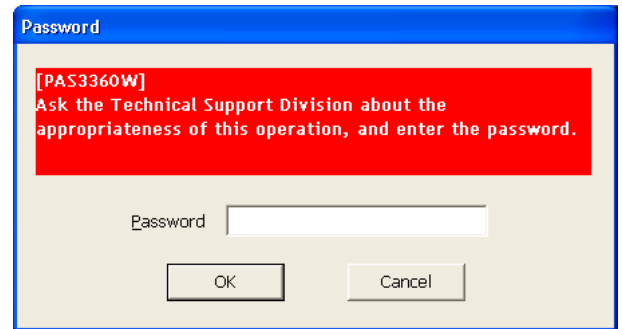 Password
[PAS3360W]
Ask the Technical Support Division about the
appropriateness of this operation, and enter the password.
Password
OK Cancel